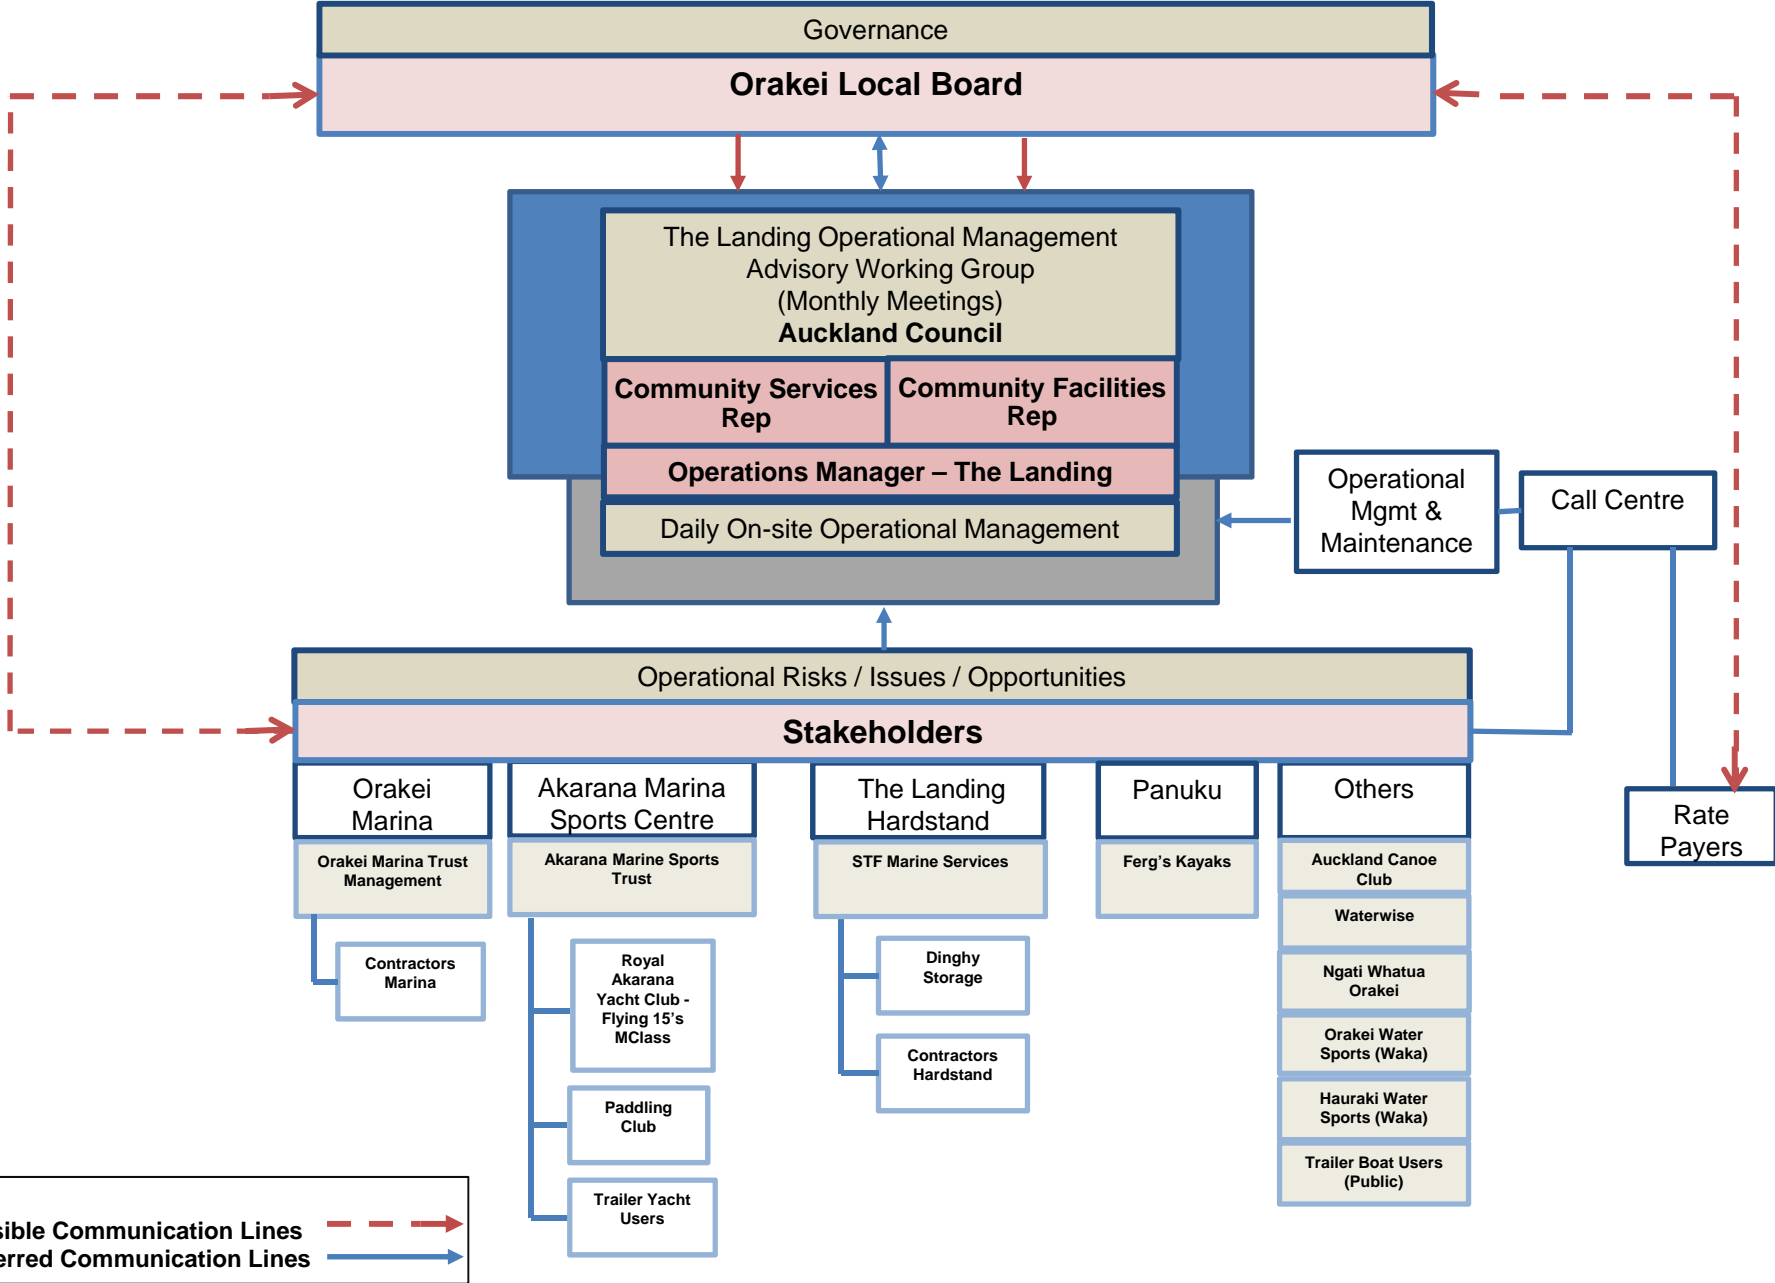 Governance
Orakei Local Board
The Landing Operational Management
Advisory Working Group
(Monthly Meetings)
Auckland Council
Community Services
Rep
Community Facilities
Rep
Operations Manager – The Landing
Daily On-site Operational Management
Operational
Mgmt &
Maintenance
Call Centre
Operational Risks / Issues / Opportunities
Stakeholders
Orakei
Marina
Orakei Marina Trust
Management
Contractors
Marina
Akarana Marina
Sports Centre
Akarana Marine Sports
Trust
Royal
Akarana
Yacht Club -
Flying 15's
MClass
Paddling
Club
Trailer Yacht
Users
The Landing
Hardstand
STF Marine Services
Dinghy
Storage
Contractors
Hardstand
Panuku
Ferg's Kayaks
Others
Auckland Canoe
Club
Waterwise
Ngati Whatua
Orakei
Orakei Water
Sports (Waka)
Hauraki Water
Sports (Waka)
Trailer Boat Users
(Public)
Rate
Payers
sible Communication Lines
erred Communication Lines